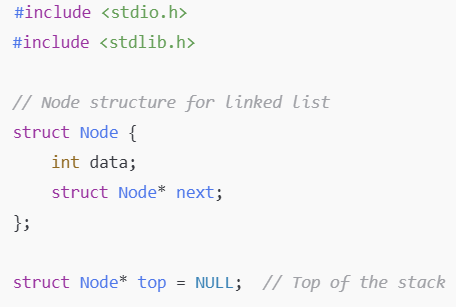 #include <stdio.h>
#include <stdlib.h>
// Node structure for linked list
struct Node {
    int data;
    struct Node* next;
};
struct Node* top = NULL;  // Top of the stack